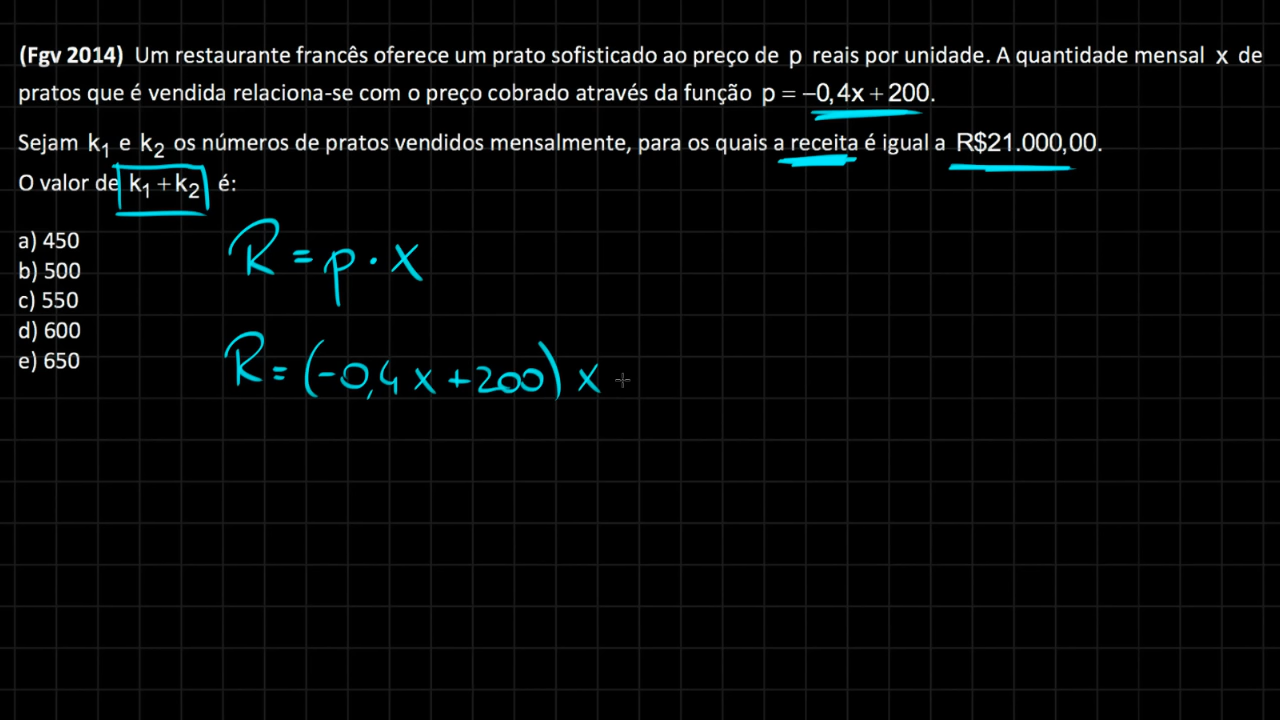 (Fgv 2014) Um restaurante francês oferece um prato sofisticado ao preço de p reais por unidade. A quantidade mensal x de
pratos que é vendida relaciona-se com o preço cobrado através da função p = −0,4x + 200.
Sejam k₁ e k₂ os números de pratos vendidos mensalmente, para os quais a receita é igual a R$21.000,00.
O valor de k₁ + k₂ é:
a) 450
b) 500
c) 550
d) 600
e) 650
R = p · x
R = (-0,4x + 200) x